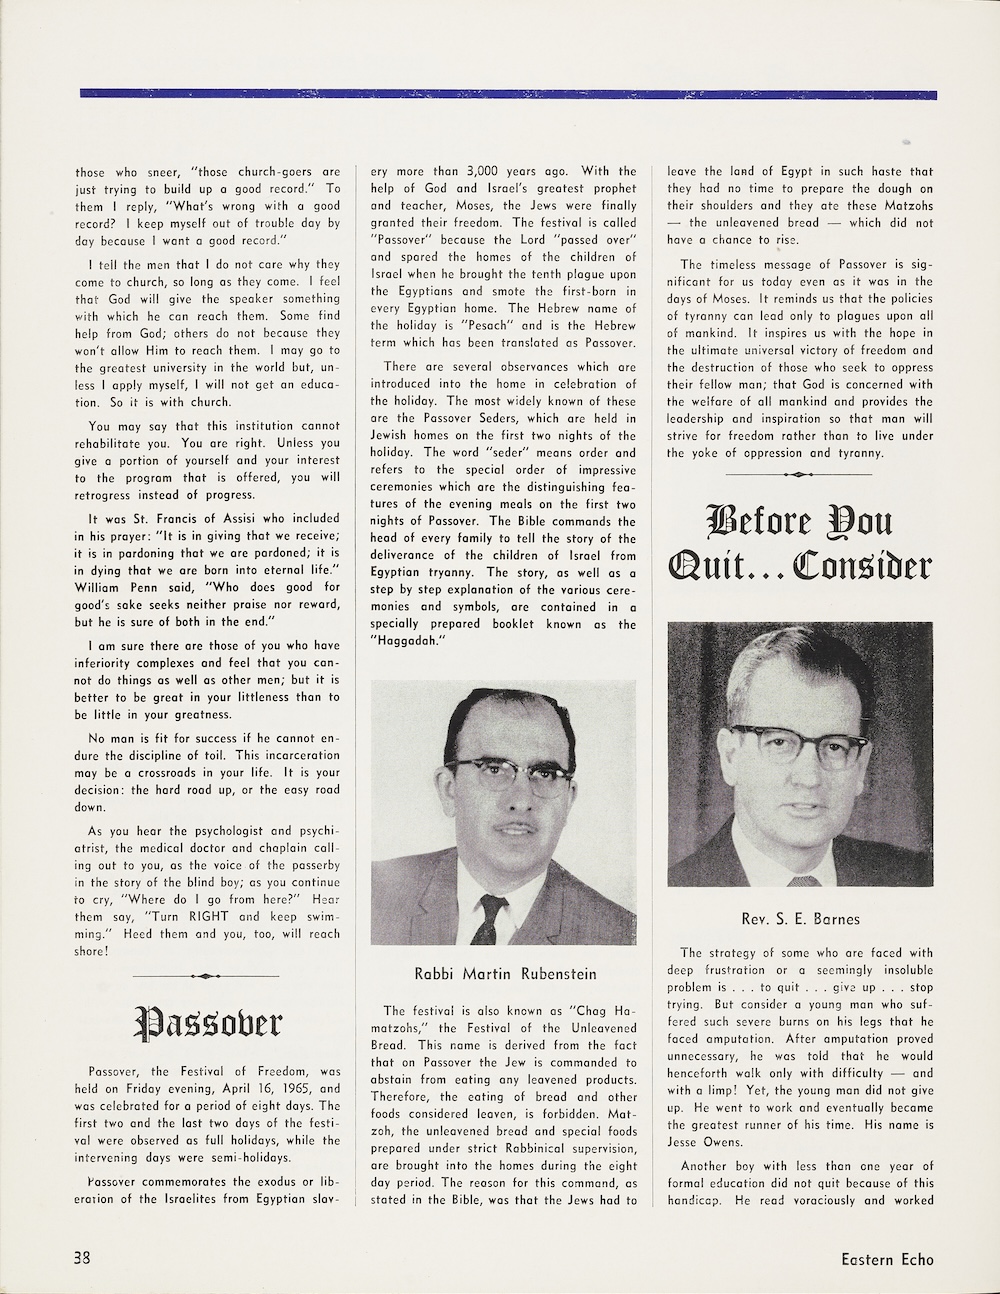 those who sneer, "those church-goers are
just trying to build up a good record." To
them I reply, "What's wrong with a good
record? I keep myself out of trouble day by
day because I want a good record."
I tell the men that I do not care why they
come to church, so long as they come. I feel
that God will give the speaker something
with which he can reach them. Some find
help from God; others do not because they
won't allow Him to reach them. I may go to
the greatest university in the world but, un-
less I apply myself, I will not get an educa-
tion. So it is with church.
You may say that this institution cannot
rehabilitate you. You are right. Unless you
give a portion of yourself and your interest
to the program that is offered, you will
retrogress instead of progress.
It was St. Francis of Assisi who included
in his prayer: "It is in giving that we receive;
it is in pardoning that we are pardoned; it is
in dying that we are born into eternal life."
William Penn said, "Who does good for
good's sake seeks neither praise nor reward,
but he is sure of both in the end."
I am sure there are those of you who have
inferiority complexes and feel that you can-
not do things as well as other men; but it is
better to be great in your littleness than to
be little in your greatness.
No man is fit for success if he cannot en-
dure the discipline of toil. This incarceration
may be a crossroads in your life. It is your
decision: the hard road up, or the easy road
down.
As you hear the psychologist and psychi-
atrist, the medical doctor and chaplain call-
ing out to you, as the voice of the passerby
in the story of the blind boy; as you continue
to cry, "Where do I go from here?" Hear
them say, "Turn RIGHT and keep swim-
ming." Heed them and you, too, will reach
shore!
Passover
Passover, the Festival of Freedom, was
held on Friday evening, April 16, 1965, and
was celebrated for a period of eight days. The
first two and the last two days of the festi-
val were observed as full holidays, while the
intervening days were semi-holidays.
Passover commemorates the exodus or lib-
eration of the Israelites from Egyptian slav-
ery more than 3,000 years ago. With the
help of God and Israel's greatest prophet
and teacher, Moses, the Jews were finally
granted their freedom. The festival is called
"Passover" because the Lord "passed over"
and spared the homes of the children of
Israel when he brought the tenth plague upon
the Egyptians and smote the first-born in
every Egyptian home. The Hebrew name of
the holiday is "Pesach" and is the Hebrew
term which has been translated as Passover.
There are several observances which are
introduced into the home in celebration of
the holiday. The most widely known of these
are the Passover Seders, which are held in
Jewish homes on the first two nights of the
holiday. The word "seder" means order and
refers to the special order of impressive
ceremonies which are the distinguishing fea-
tures of the evening meals on the first two
nights of Passover. The Bible commands the
head of every family to tell the story of the
deliverance of the children of Israel from
Egyptian tryanny. The story, as well as a
step by step explanation of the various cere-
monies and symbols, are contained in a
specially prepared booklet known as the
"Haggadah."
Rabbi Martin Rubenstein
The festival is also known as "Chag Ha-
matzohs," the Festival of the Unleavened
Bread. This name is derived from the fact
that on Passover the Jew is commanded to
abstain from eating any leavened products.
Therefore, the eating of bread and other
foods considered leaven, is forbidden. Mat-
zoh, the unleavened bread and special foods
prepared under strict Rabbinical supervision,
are brought into the homes during the eight
day period. The reason for this command, as
stated in the Bible, was that the Jews had to
leave the land of Egypt in such haste that
they had no time to prepare the dough on
their shoulders and they ate these Matzohs
— the unleavened bread — which did not
have a chance to rise.
The timeless message of Passover is sig-
nificant for us today even as it was in the
days of Moses. It reminds us that the policies
of tyranny can lead only to plagues upon all
of mankind. It inspires us with the hope in
the ultimate universal victory of freedom and
the destruction of those who seek to oppress
their fellow man; that God is concerned with
the welfare of all mankind and provides the
leadership and inspiration so that man will
strive for freedom rather than to live under
the yoke of oppression and tyranny.
Before You
Quit... Consider
Rev. S. E. Barnes
The strategy of some who are faced with
deep frustration or a seemingly insoluble
problem is . . . to quit . . . give up . . . stop
trying. But consider a young man who suf-
fered such severe burns on his legs that he
faced amputation. After amputation proved
unnecessary, he was told that he would
henceforth walk only with difficulty — and
with a limp! Yet, the young man did not give
up. He went to work and eventually became
the greatest runner of his time. His name is
Jesse Owens.
Another boy with less than one year of
formal education did not quit because of this
handicap. He read voraciously and worked
38
Eastern Echo